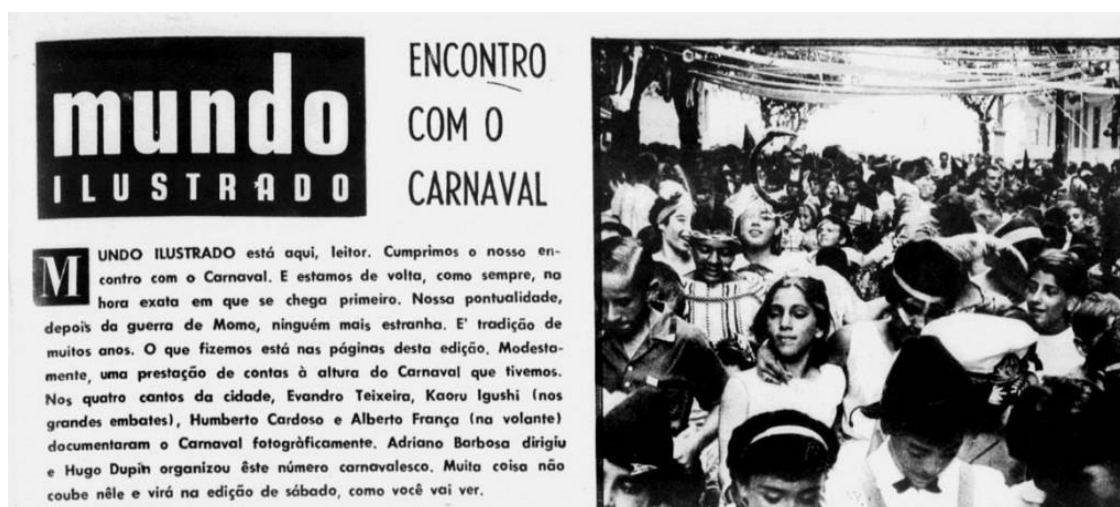 mundo
ILUSTRADO
ENCONTRO
COM O
CARNAVAL
MUNDO ILUSTRADO está aqui, leitor. Cumprimos o nosso en-
contro com o Carnaval. E estamos de volta, como sempre, na
hora exata em que se chega primeiro. Nossa pontualidade,
depois da guerra de Momo, ninguém mais estranha. E' tradição de
muitos anos. O que fizemos está nas páginas desta edição. Modesta-
mente, uma prestação de contas à altura do Carnaval que tivemos.
Nos quatro cantos da cidade, Evandro Teixeira, Kaoru Igushi (nos
grandes embates), Humberto Cardoso e Alberto França (na volante)
documentaram o Carnaval fotogràficamente. Adriano Barbosa dirigiu
e Hugo Dupin organizou êste número carnavalesco. Muita coisa não
coube nêle e virá na edição de sábado, como você vai ver.